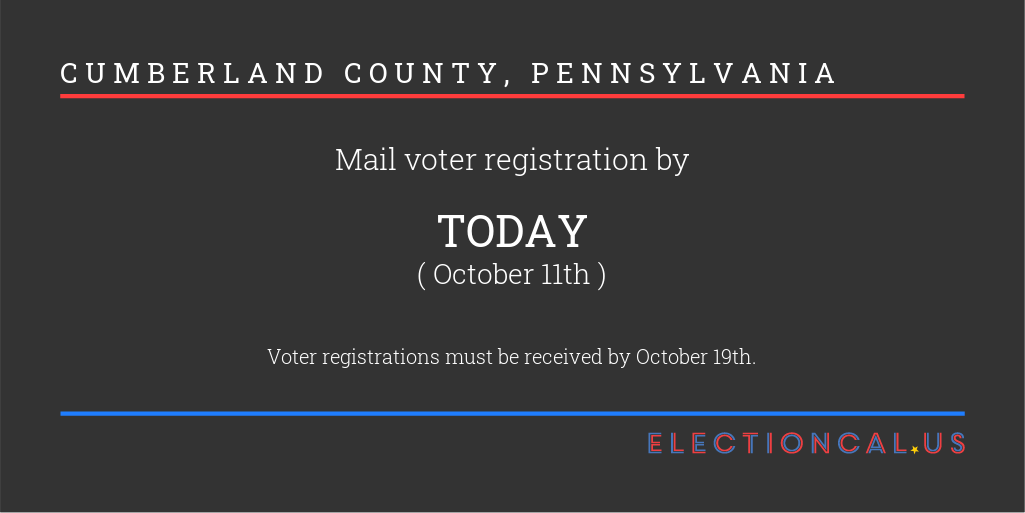 CUMBERLAND COUNTY, PENNSYLVANIA
Mail voter registration by
TODAY
( October 11th )
Voter registrations must be received by October 19th.
ELECTIONCAL.US